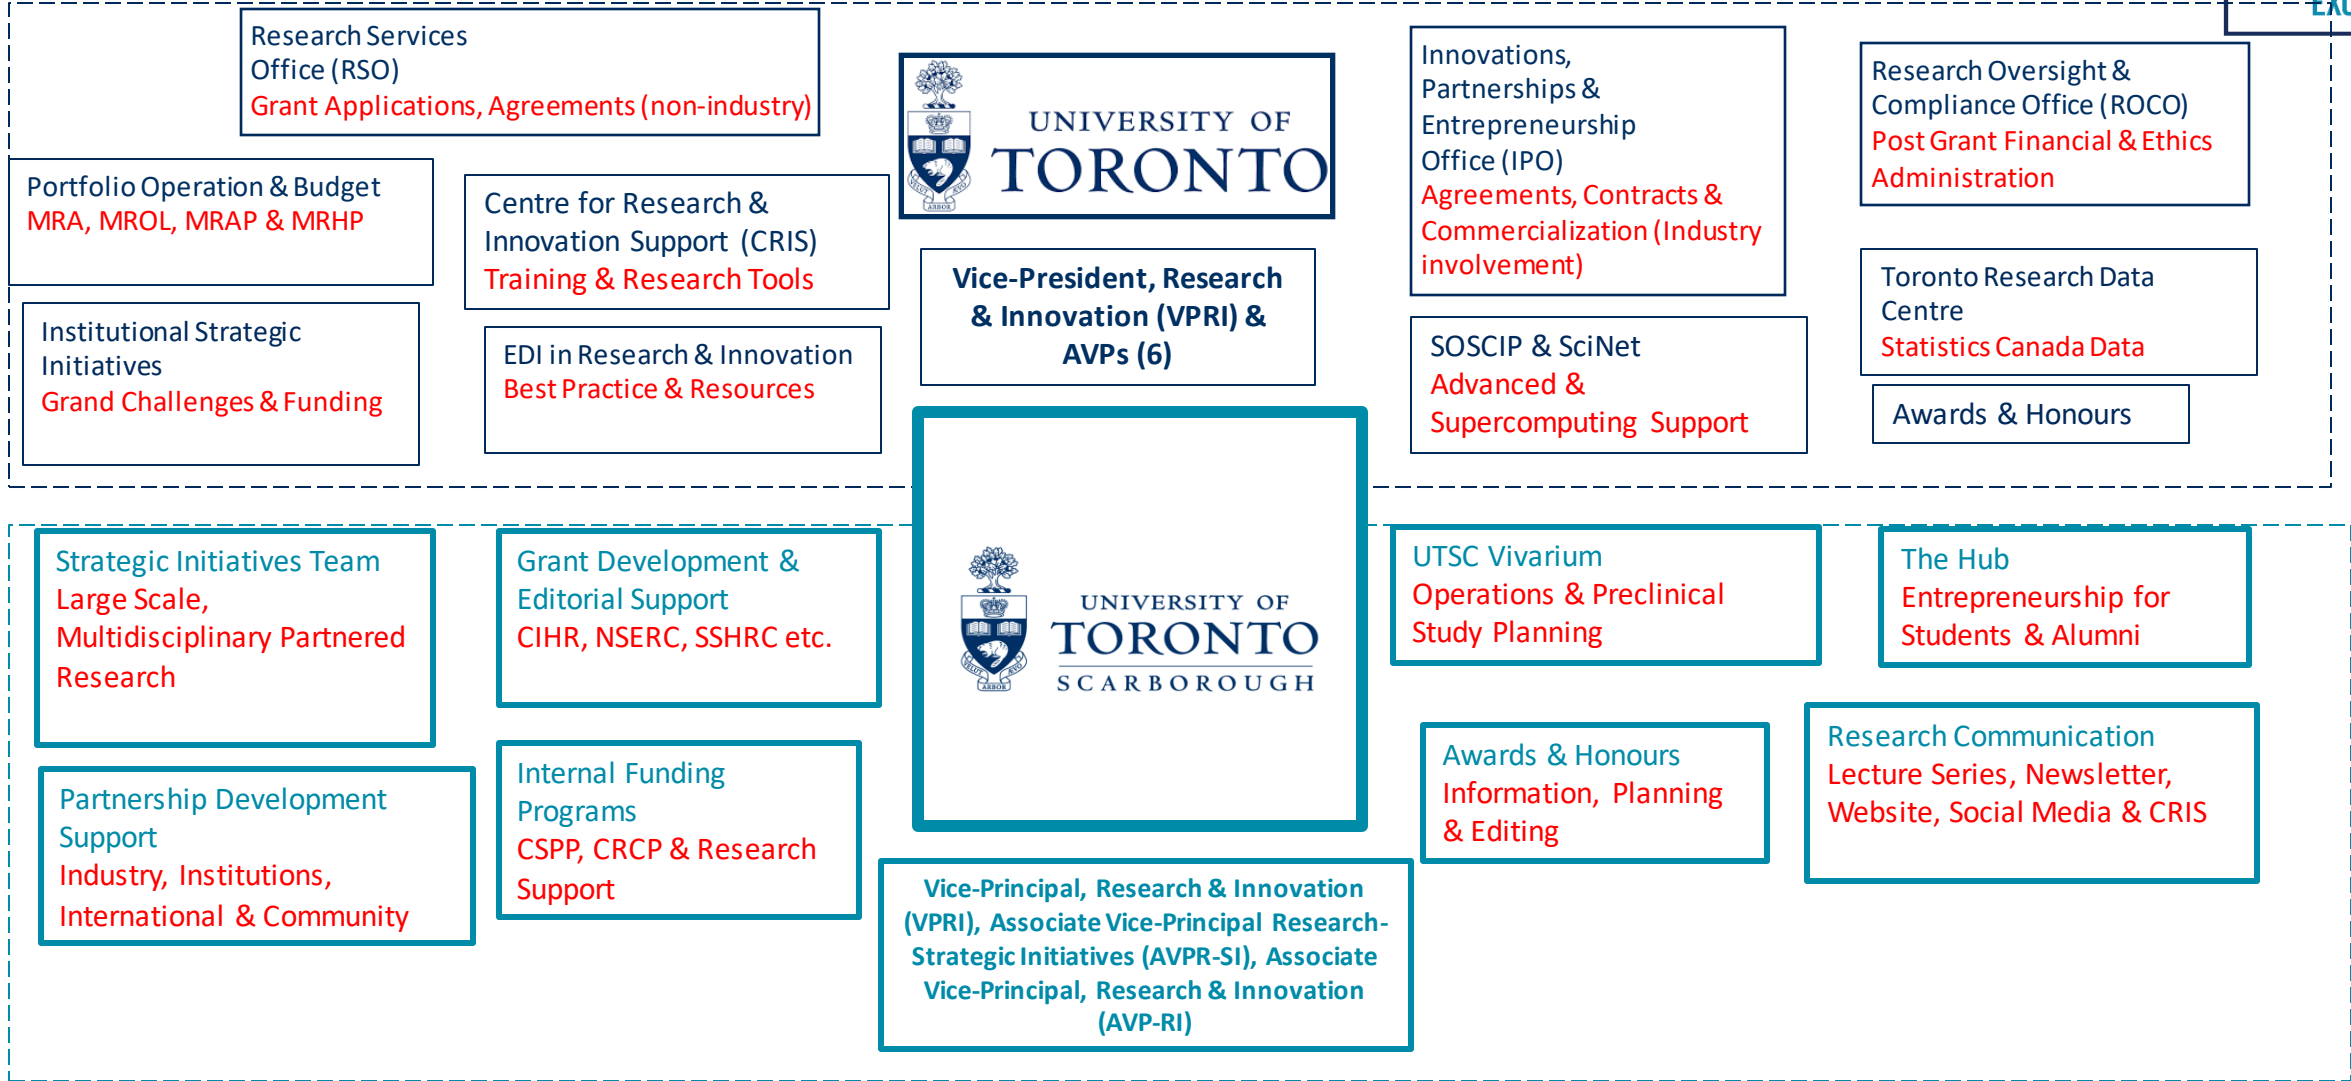 Research Services
Office (RSO)
Grant Applications, Agreements (non-industry)
Portfolio Operation & Budget
MRA, MROL, MRAP & MRHP
Centre for Research &
Innovation Support (CRIS)
Training & Research Tools
Institutional Strategic
Initiatives
Grand Challenges & Funding
EDI in Research & Innovation
Best Practice & Resources
UNIVERSITY OF
TORONTO
VELUT ARBOR ÆVO
Vice-President, Research
& Innovation (VPRI) &
AVPs (6)
Innovations,
Partnerships &
Entrepreneurship
Office (IPO)
Agreements, Contracts &
Commercialization (Industry
involvement)
Research Oversight &
Compliance Office (ROCO)
Post Grant Financial & Ethics
Administration
SOSCIP & SciNet
Advanced &
Supercomputing Support
Toronto Research Data
Centre
Statistics Canada Data
Awards & Honours
Strategic Initiatives Team
Large Scale,
Multidisciplinary Partnered
Research
Grant Development &
Editorial Support
CIHR, NSERC, SSHRC etc.
Partnership Development
Support
Industry, Institutions,
International & Community
Internal Funding
Programs
CSPP, CRCP & Research
Support
UNIVERSITY OF
TORONTO
SCARBOROUGH
VELUT ARBOR ÆVO
Vice-Principal, Research & Innovation
(VPRI), Associate Vice-Principal Research-
Strategic Initiatives (AVPR-SI), Associate
Vice-Principal, Research & Innovation
(AVP-RI)
UTSC Vivarium
Operations & Preclinical
Study Planning
The Hub
Entrepreneurship for
Students & Alumni
Awards & Honours
Information, Planning
& Editing
Research Communication
Lecture Series, Newsletter,
Website, Social Media & CRIS